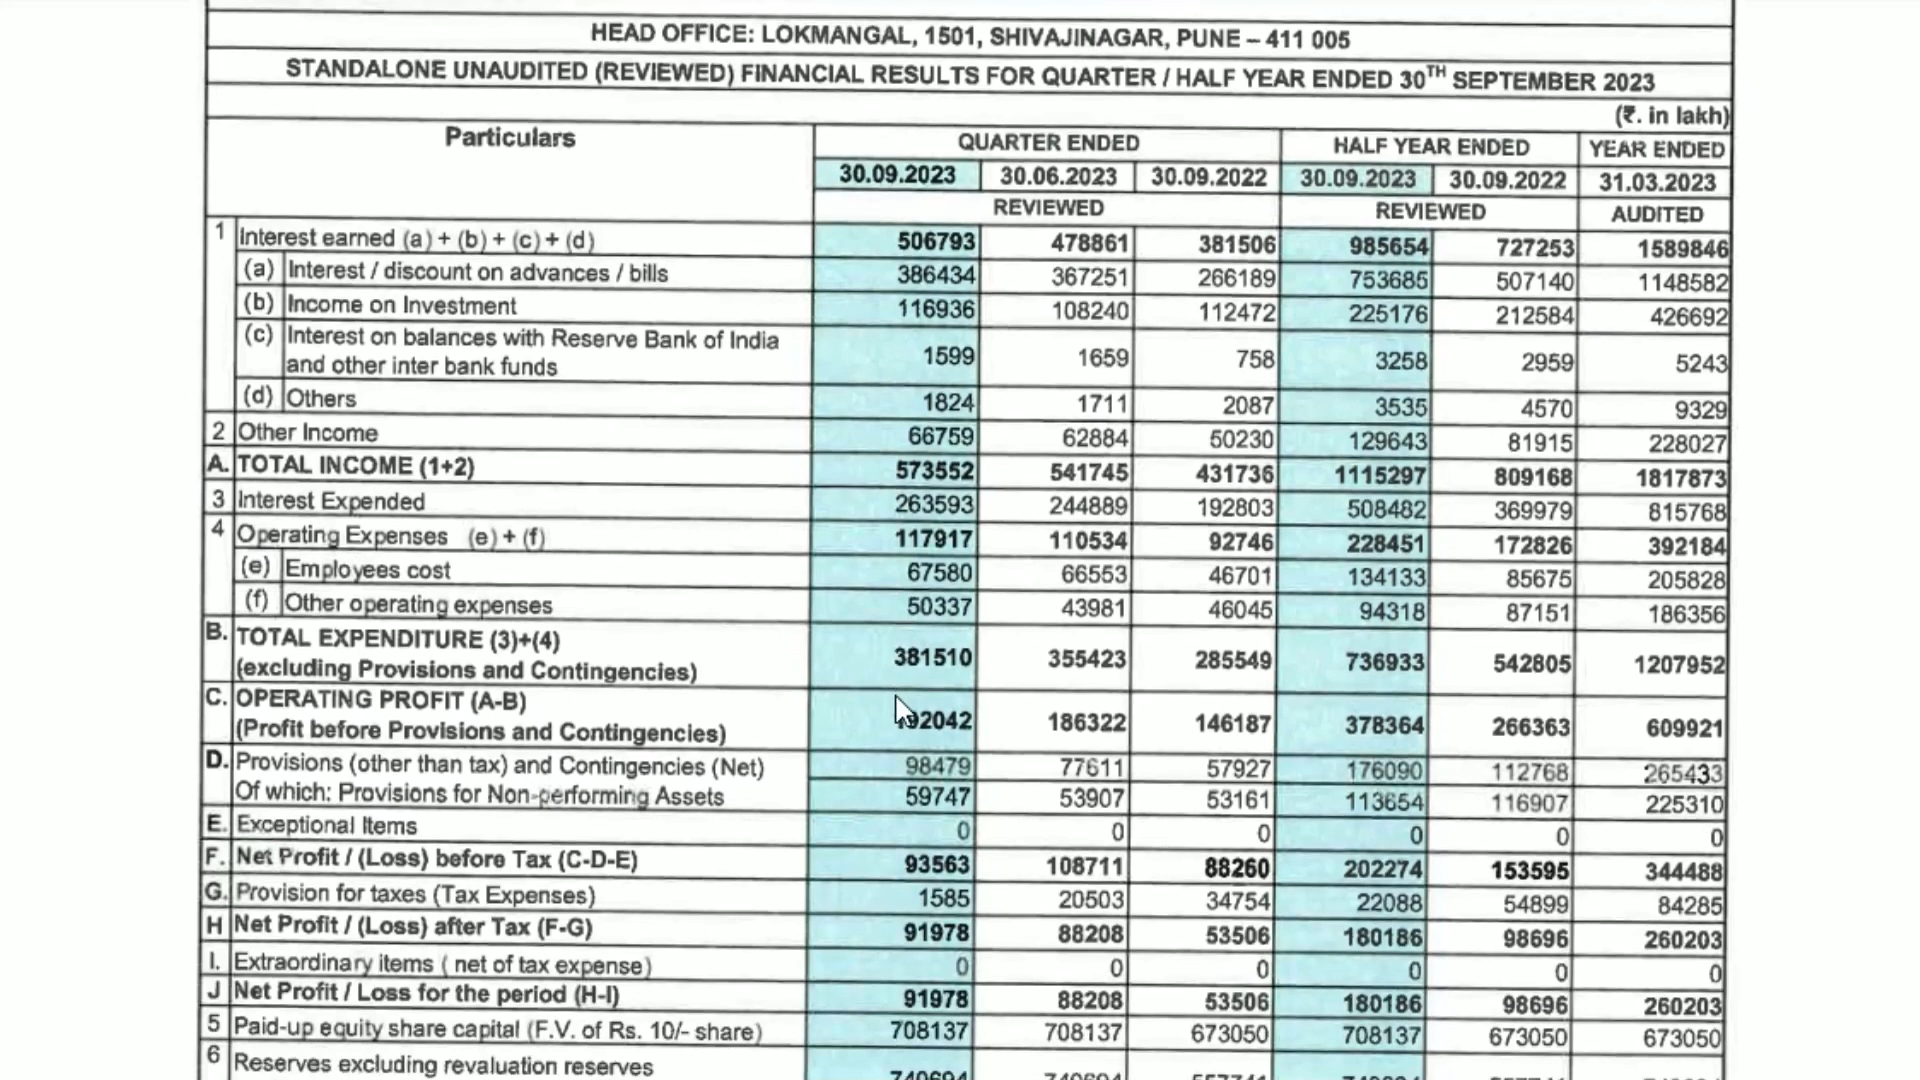 HEAD OFFICE: LOKMANGAL, 1501, SHIVAJINAGAR, PUNE – 411 005
STANDALONE UNAUDITED (REVIEWED) FINANCIAL RESULTS FOR QUARTER / HALF YEAR ENDED 30TH SEPTEMBER 2023
(₹. in lakh)
Particulars QUARTER ENDED HALF YEAR ENDED YEAR ENDED
30.09.2023 30.06.2023 30.09.2022 30.09.2023 30.09.2022 31.03.2023
REVIEWED REVIEWED AUDITED
1 Interest earned (a) + (b) + (c) + (d) 506793 478861 381506 985654 727253 1589846
(a) Interest / discount on advances / bills 386434 367251 266189 753685 507140 1148582
(b) Income on Investment 116936 108240 112472 225176 212584 426692
(c) Interest on balances with Reserve Bank of India
and other inter bank funds 1599 1659 758 3258 2959 5243
(d) Others 1824 1711 2087 3535 4570 9329
2 Other Income 66759 62884 50230 129643 81915 228027
A. TOTAL INCOME (1+2) 573552 541745 431736 1115297 809168 1817873
3 Interest Expended 263593 244889 192803 508482 369979 815768
4 Operating Expenses (e) + (f) 117917 110534 92746 228451 172826 392184
(e) Employees cost 67580 66553 46701 134133 85675 205828
(f) Other operating expenses 50337 43981 46045 94318 87151 186356
B. TOTAL EXPENDITURE (3)+(4)
(excluding Provisions and Contingencies) 381510 355423 285549 736933 542805 1207952
C. OPERATING PROFIT (A-B)
(Profit before Provisions and Contingencies) 192042 186322 146187 378364 266363 609921
D. Provisions (other than tax) and Contingencies (Net) 98479 77611 57927 176090 112768 265433
Of which: Provisions for Non-performing Assets 59747 53907 53161 113654 116907 225310
E. Exceptional Items 0 0 0 0 0 0
F. Net Profit / (Loss) before Tax (C-D-E) 93563 108711 88260 202274 153595 344488
G. Provision for taxes (Tax Expenses) 1585 20503 34754 22088 54899 84285
H Net Profit / (Loss) after Tax (F-G) 91978 88208 53506 180186 98696 260203
I. Extraordinary items ( net of tax expense) 0 0 0 0 0 0
J Net Profit / Loss for the period (H-I) 91978 88208 53506 180186 98696 260203
5 Paid-up equity share capital (F.V. of Rs. 10/- share) 708137 708137 673050 708137 673050 673050
6 Reserves excluding revaluation reserves